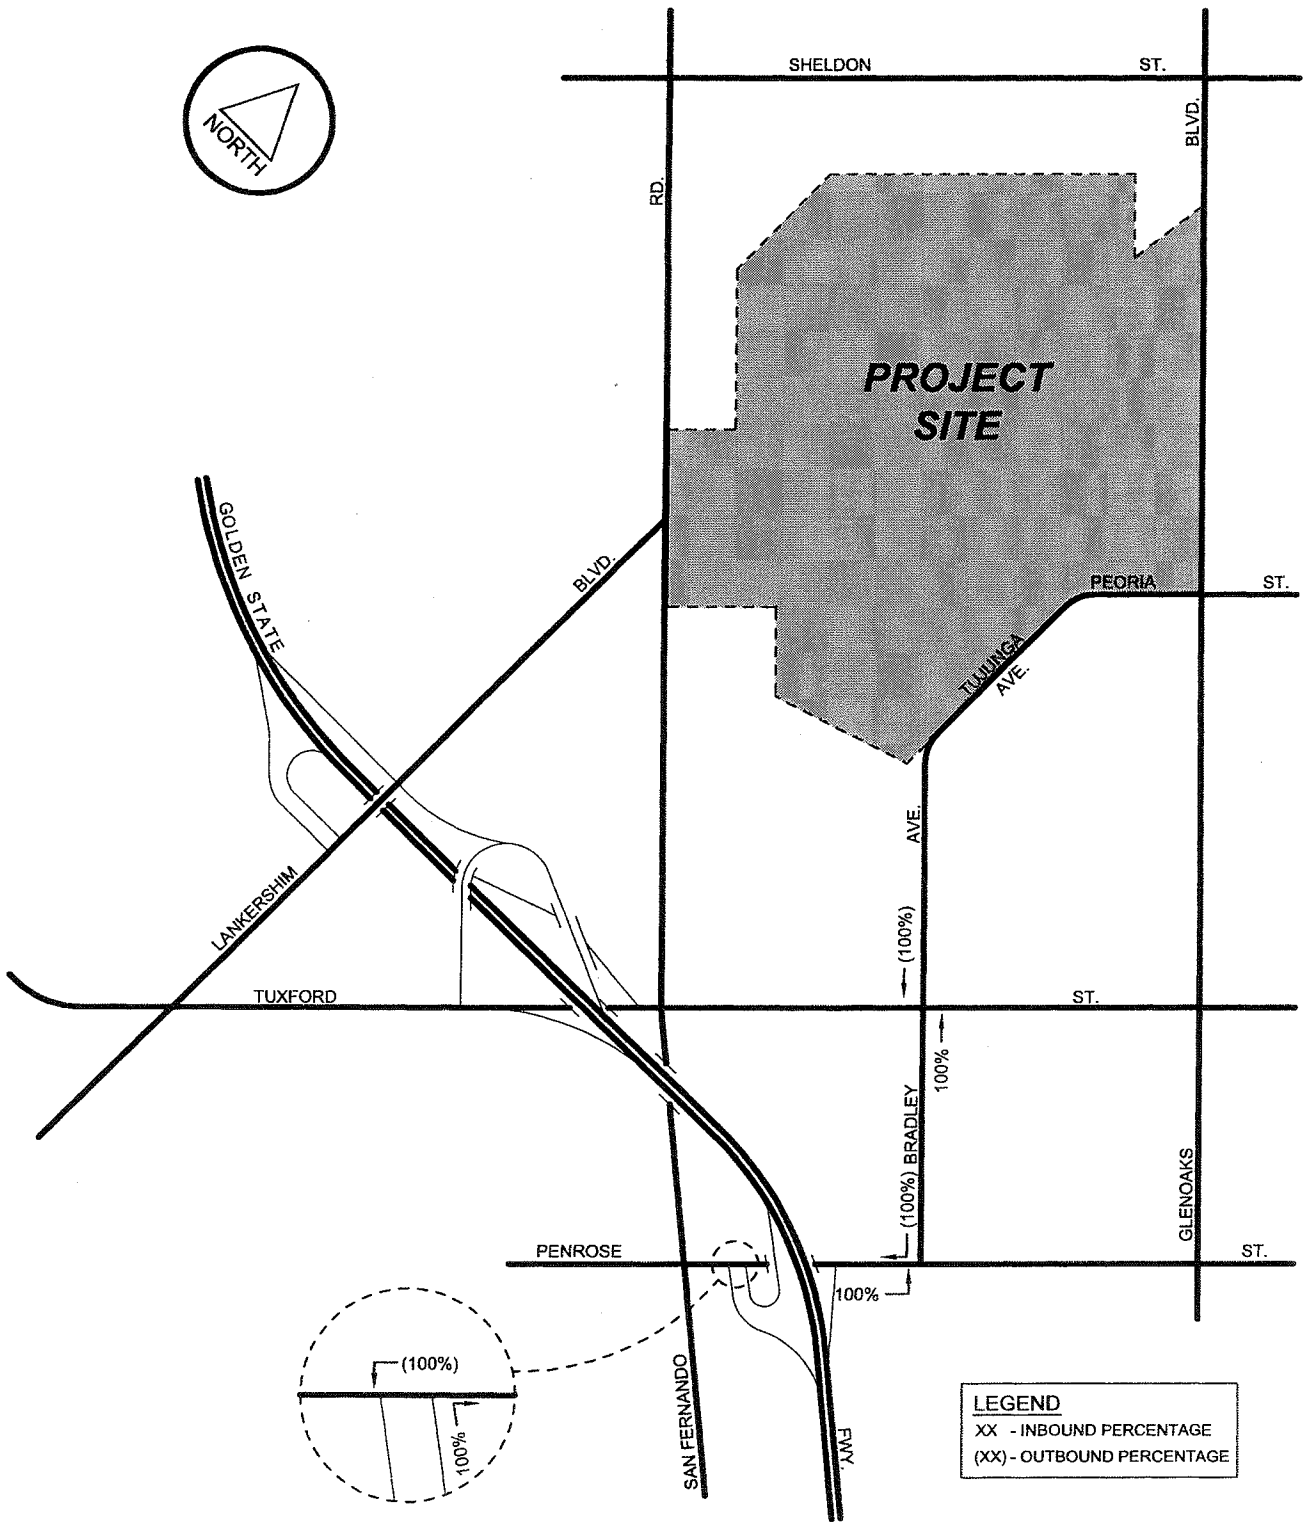 SHELDON
ST.
BLVD.
NORTH
RD.
PROJECT
SITE
GOLDEN STATE
BLVD.
PEORIA
ST.
TUJUNGA
AVE.
AVE.
LANKERSHIM
(100%)
TUXFORD
ST.
100%
BRADLEY
(100%)
GLENOAKS
PENROSE
ST.
100%
(100%)
100%
SAN FERNANDO
FWY.
LEGEND
XX - INBOUND PERCENTAGE
(XX) - OUTBOUND PERCENTAGE